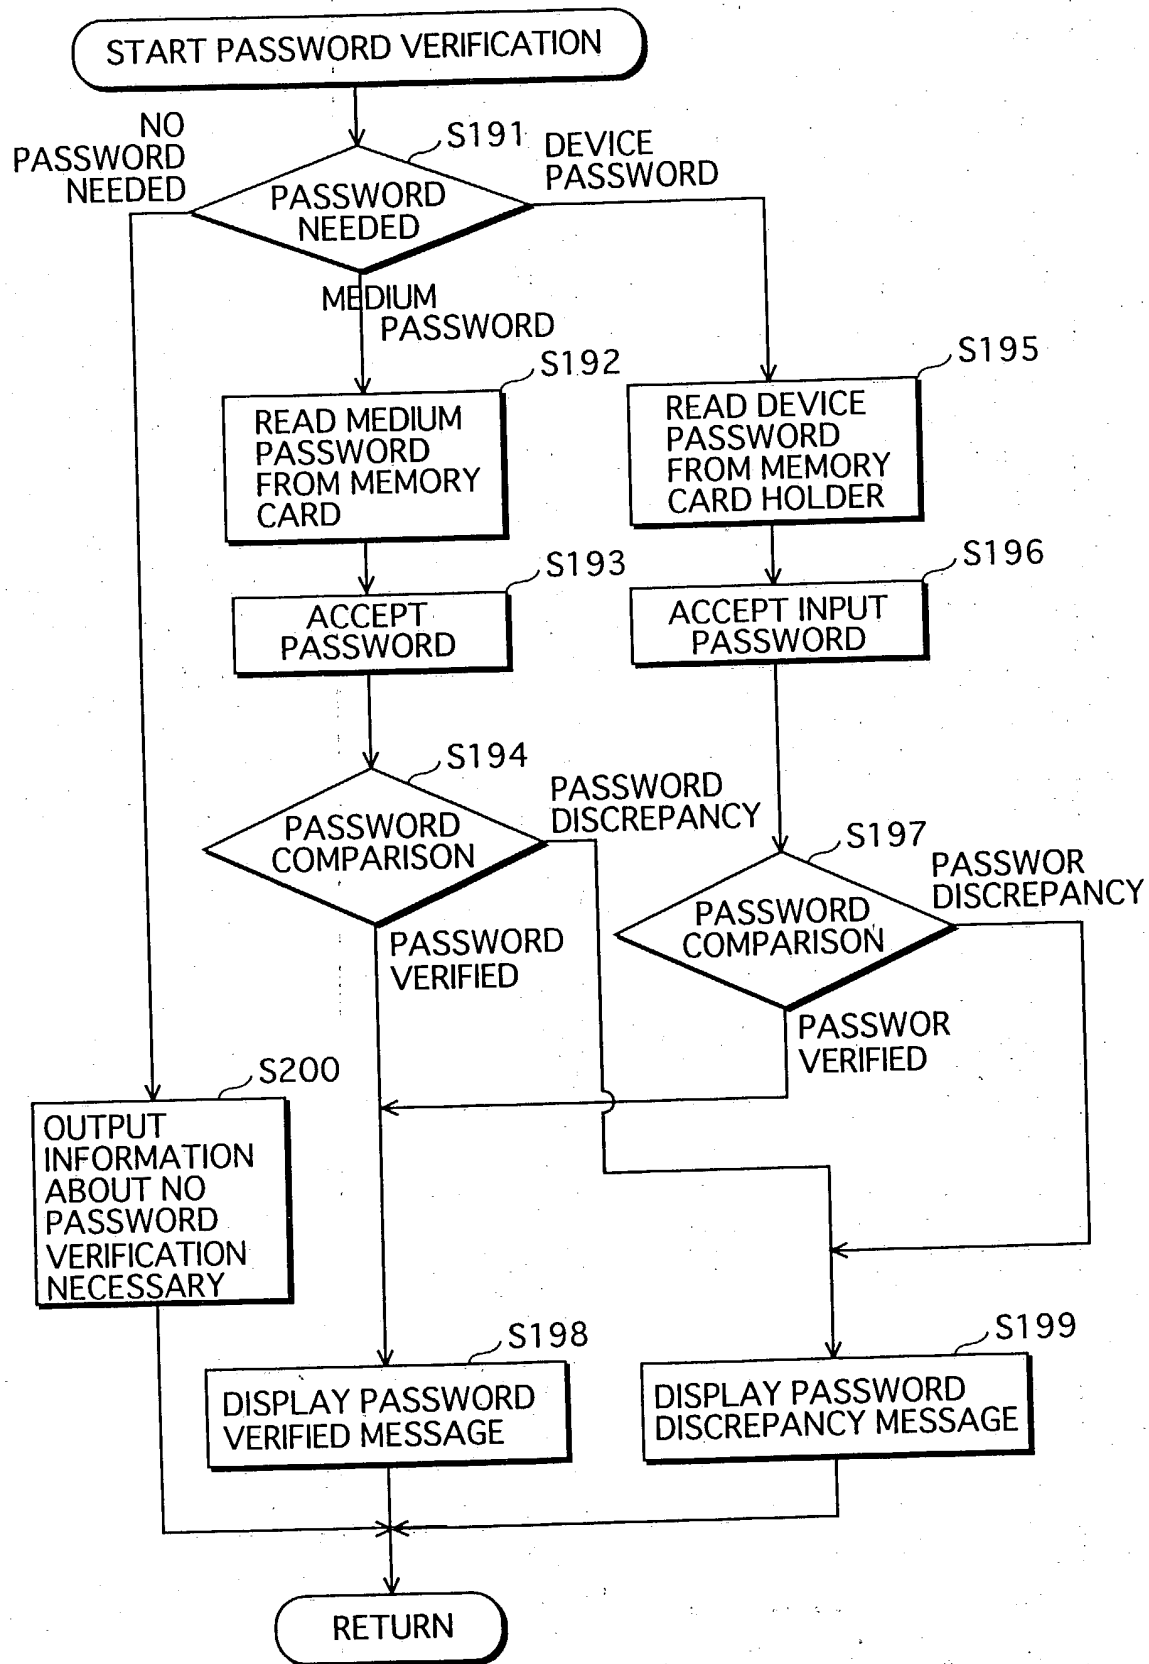 START PASSWORD VERIFICATION
NO
PASSWORD
NEEDED
S191
DEVICE
PASSWORD
PASSWORD
NEEDED
MEDIUM
PASSWORD
S192
READ MEDIUM
PASSWORD
FROM MEMORY
CARD
S195
READ DEVICE
PASSWORD
FROM MEMORY
CARD HOLDER
S193
ACCEPT
PASSWORD
S196
ACCEPT INPUT
PASSWORD
S194
PASSWORD
COMPARISON
PASSWORD
DISCREPANCY
S197
PASSWORD
COMPARISON
PASSWOR
DISCREPANCY
PASSWORD
VERIFIED
PASSWOR
VERIFIED
S200
OUTPUT
INFORMATION
ABOUT NO
PASSWORD
VERIFICATION
NECESSARY
S198
DISPLAY PASSWORD
VERIFIED MESSAGE
S199
DISPLAY PASSWORD
DISCREPANCY MESSAGE
RETURN